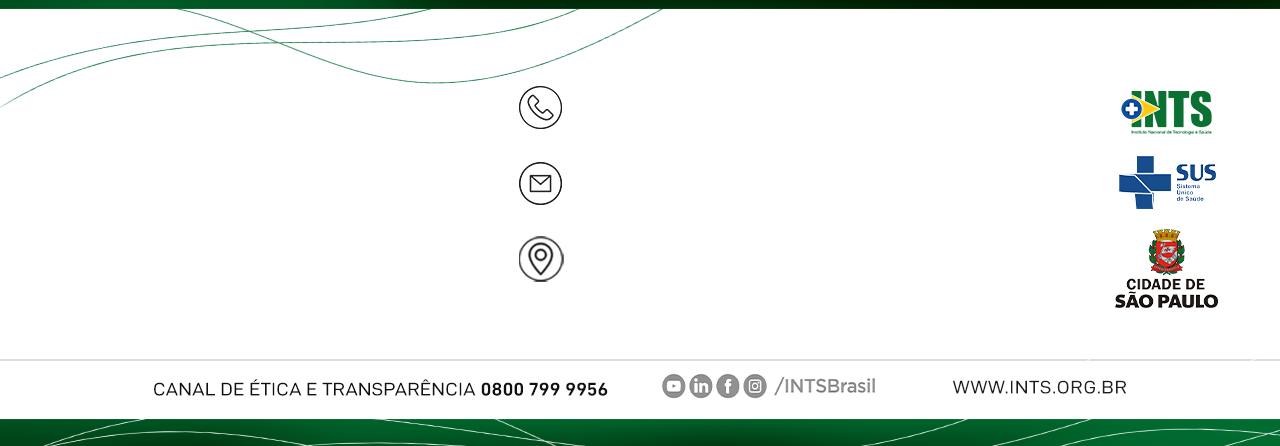 INTS
Instituto Nacional de Tecnologia e Saúde
SUS
Sistema
Único
de Saúde
CIDADE DE
SÃO PAULO
CANAL DE ÉTICA E TRANSPARÊNCIA 0800 799 9956
/INTSBrasil
WWW.INTS.ORG.BR